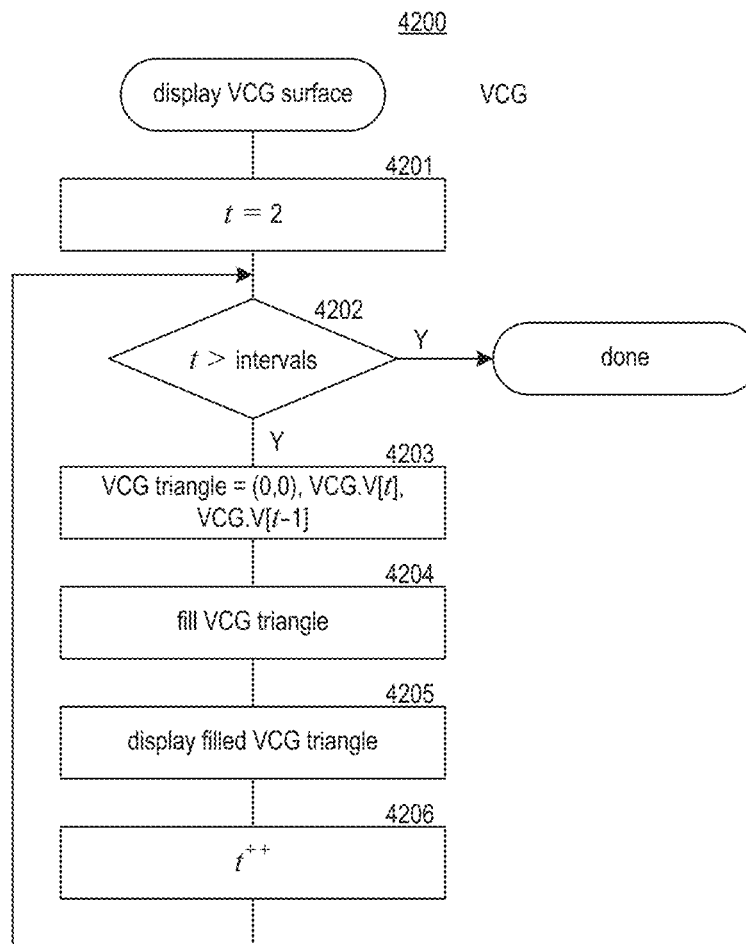 4200
display VCG surface
VCG
4201
t = 2
4202
t > intervals
Y
done
Y
4203
VCG triangle = (0,0), VCG.V[t],
VCG.V[t-1]
4204
fill VCG triangle
4205
display filled VCG triangle
4206
t++